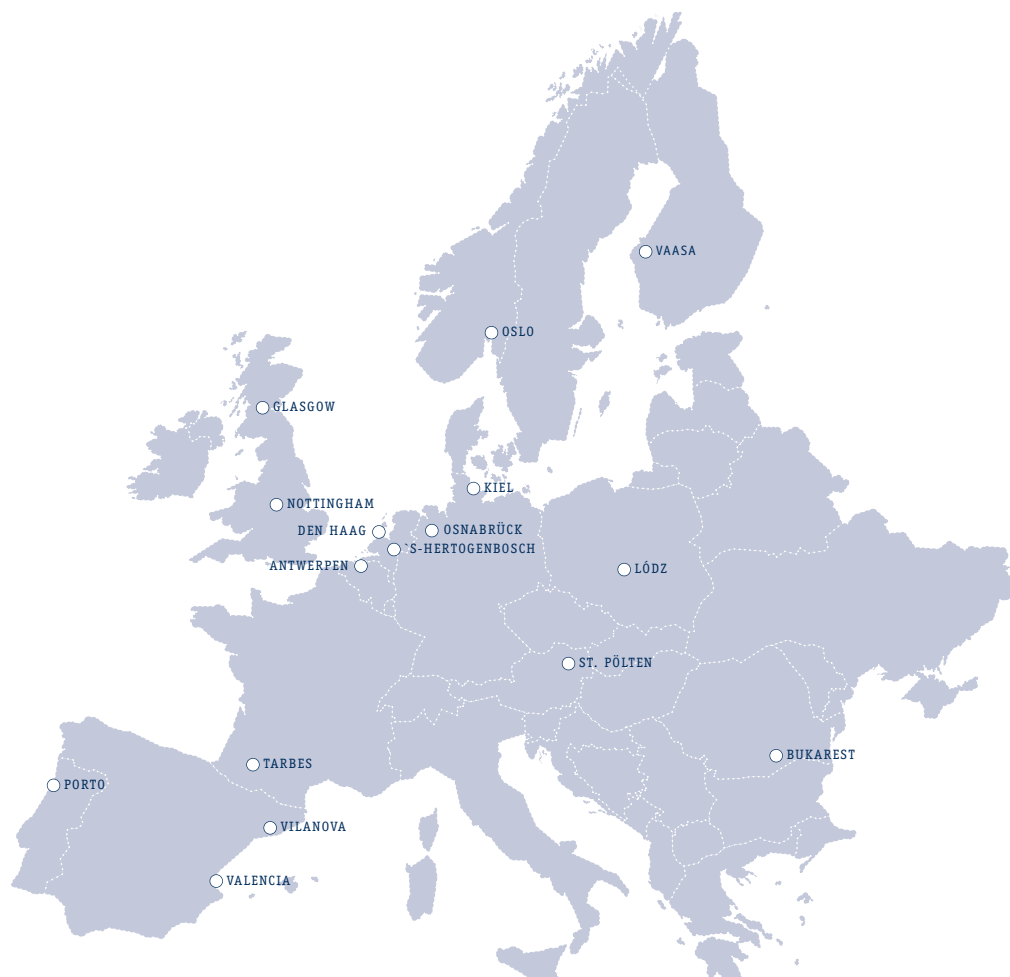 VAASA
OSLO
GLASGOW
KIEL
NOTTINGHAM
DEN HAAG
OSNABRÜCK
`S-HERTOGENBOSCH
ANTWERPEN
LÓDZ
ST. PÖLTEN
BUKAREST
TARBES
PORTO
VILANOVA
VALENCIA